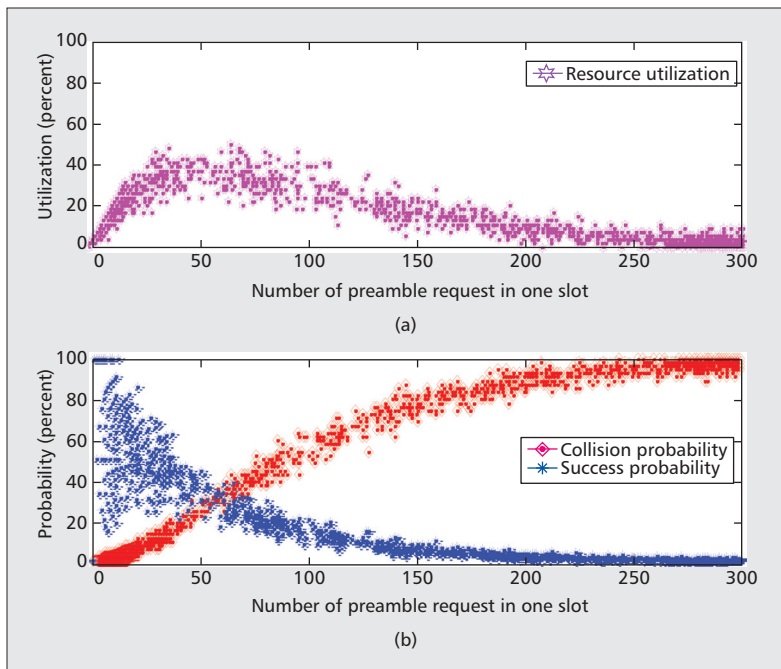 100
80
60
40
20
0
Utilization (percent)
Resource utilization
0 50 100 150 200 250 300
Number of preamble request in one slot
(a)
100
80
60
40
20
0
Probability (percent)
Collision probability
Success probability
0 50 100 150 200 250 300
Number of preamble request in one slot
(b)